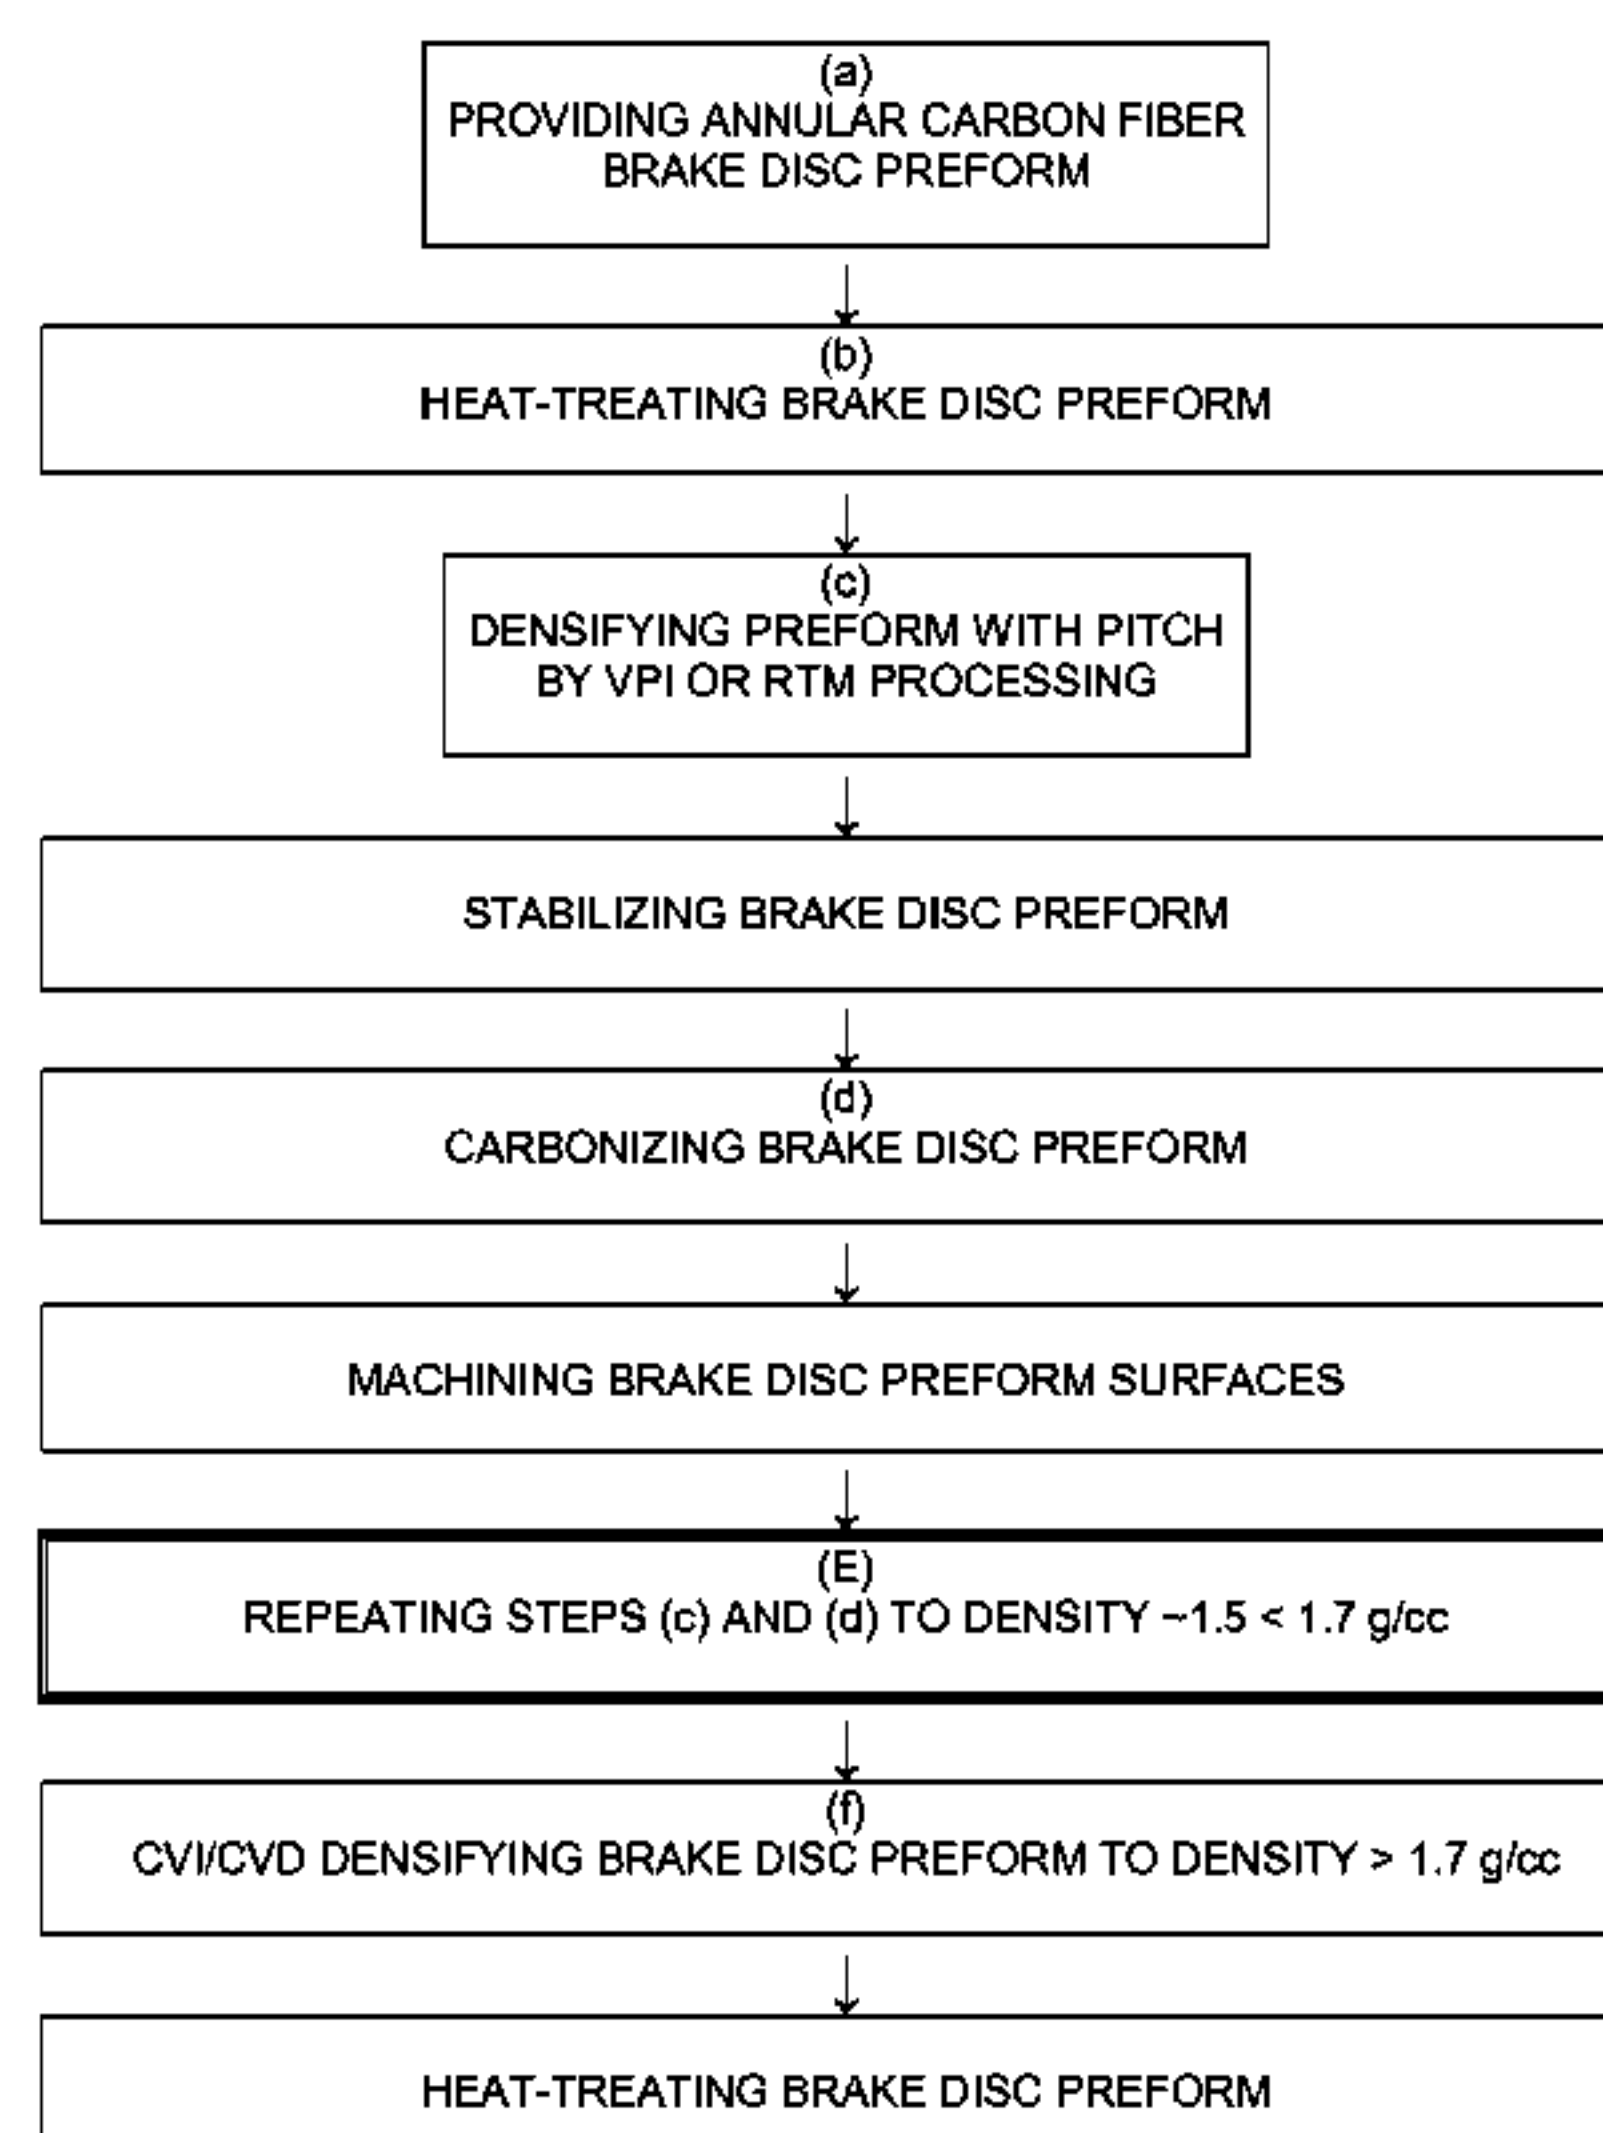 (a)
PROVIDING ANNULAR CARBON FIBER
BRAKE DISC PREFORM
(b)
HEAT-TREATING BRAKE DISC PREFORM
(c)
DENSIFYING PREFORM WITH PITCH
BY VPI OR RTM PROCESSING
STABILIZING BRAKE DISC PREFORM
(d)
CARBONIZING BRAKE DISC PREFORM
MACHINING BRAKE DISC PREFORM SURFACES
(E)
REPEATING STEPS (c) AND (d) TO DENSITY ~1.5 < 1.7 g/cc
(f)
CVI/CVD DENSIFYING BRAKE DISC PREFORM TO DENSITY > 1.7 g/cc
HEAT-TREATING BRAKE DISC PREFORM